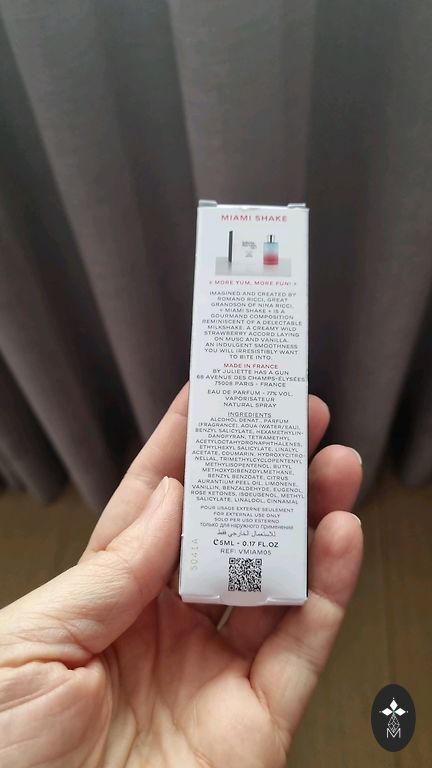 MIAMI SHAKE
« MORE YUM, MORE FUN! »
IMAGINED AND CREATED BY
ROMANO RICCI, GREAT
GRANDSON OF NINA RICCI,
« MIAMI SHAKE » IS A
GOURMAND COMPOSITION
REMINISCENT OF A DELECTABLE
MILKSHAKE. A CREAMY WILD
STRAWBERRY ACCORD LAYING
ON MUSC AND VANILLA.
AN INDULGENT SMOOTHNESS
YOU WILL IRRESISTIBLY WANT
TO BITE INTO.
MADE IN FRANCE
BY JULIETTE HAS A GUN
68 AVENUE DES CHAMPS-ELYSEES
75008 PARIS - FRANCE
EAU DE PARFUM - 77% VOL.
VAPORISATEUR
NATURAL SPRAY
INGREDIENTS
ALCOHOL DENAT., PARFUM
(FRAGRANCE), AQUA (WATER/EAU),
BENZYL SALICYLATE, HEXAMETHYLIN-
DANOPYRAN, TETRAMETHYL
ACETYLOCTAHYDRONAPHTHALENES,
ETHYLHEXYL SALICYLATE, LINALYL
ACETATE, COUMARIN, HYDROXYCITRO-
NELLAL, TRIMETHYLCYCLOPENTENYL
METHYLISOPENTENOL, BUTYL
METHOXYDIBENZOYLMETHANE,
BENZYL BENZOATE, CITRUS
AURANTIUM PEEL OIL, LIMONENE,
VANILLIN, BENZALDEHYDE, EUGENOL,
ROSE KETONES, ISOEUGENOL, METHYL
SALICYLATE, LINALOOL, CINNAMAL
POUR USAGE EXTERNE SEULEMENT
FOR EXTERNAL USE ONLY
SOLO PER USO ESTERNO
только для наружного применения
للاستعمال الخارجي فقط
5ML - 0.17 FL.OZ
REF: VMIAM05
5041A
M